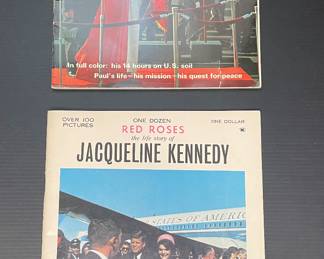 In full color: his 14 hours on U.S. soil
Paul's life—his mission—his quest for peace
OVER 100
PICTURES
ONE DOZEN
RED ROSES
the life story of
JACQUELINE KENNEDY
ONE DOLLAR
STATES OF AMERIC